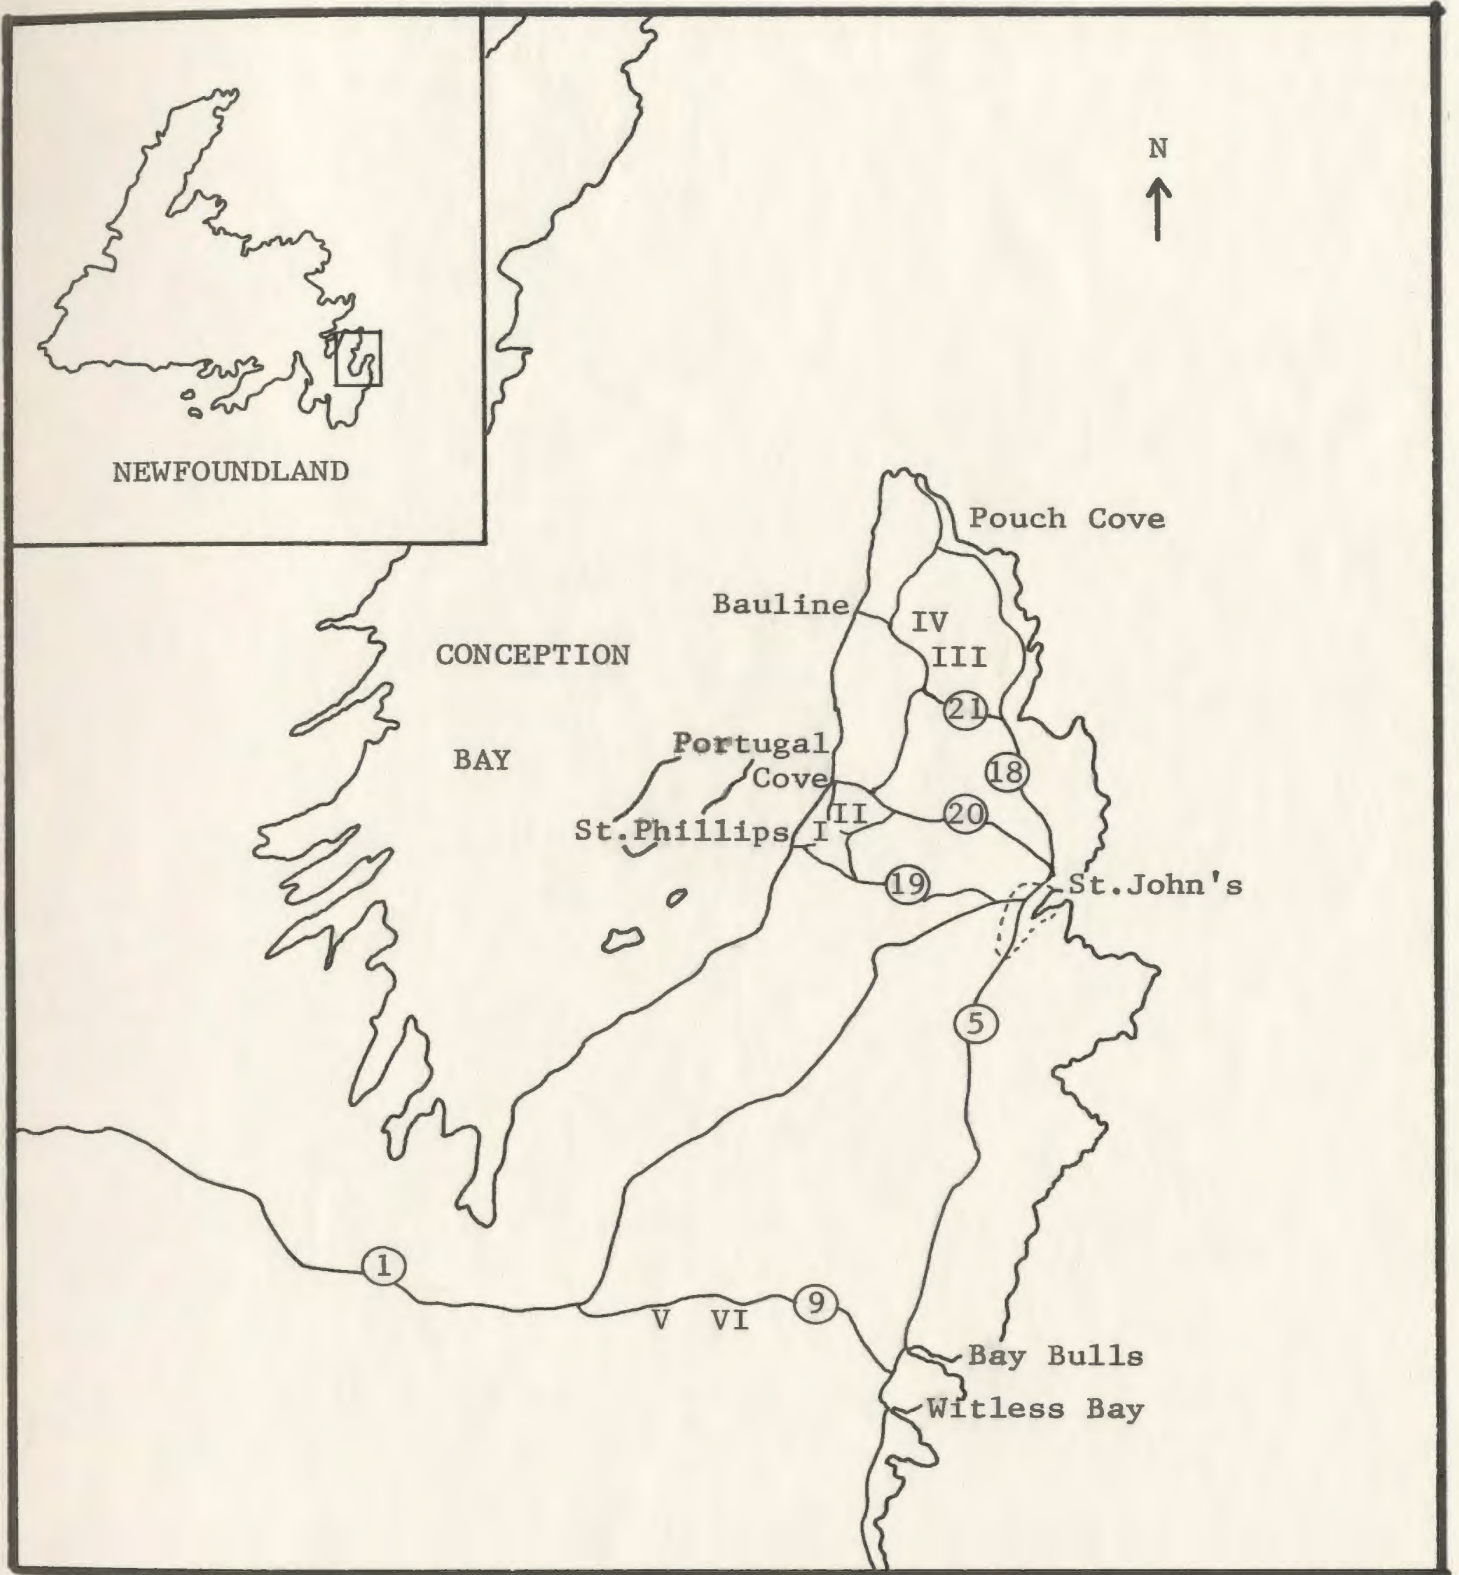 N
NEWFOUNDLAND
Pouch Cove
Bauline
IV
CONCEPTION
III
21
Portugal
BAY
18
Cove
II
20
St.Phillips
I
19
St.John's
5
1
9
V VI
Bay Bulls
Witless Bay